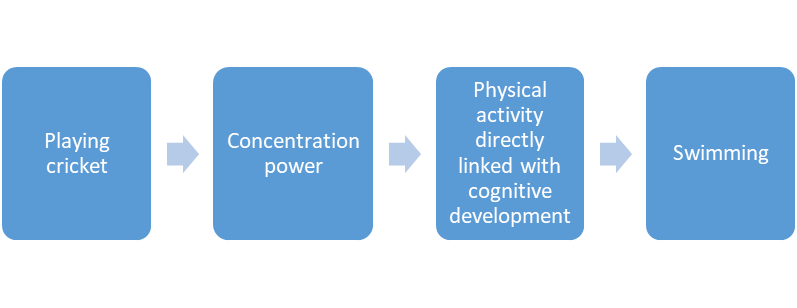 Playing
cricket
Concentration
power
Physical
activity
directly
linked with
cognitive
development
Swimming